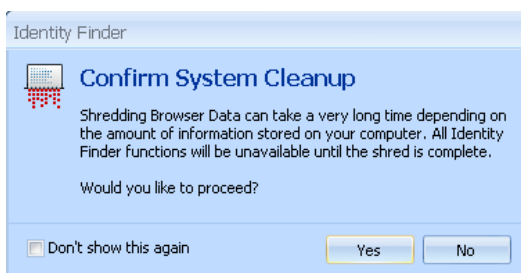 Identity Finder
Confirm System Cleanup
Shredding Browser Data can take a very long time depending on
the amount of information stored on your computer. All Identity
Finder functions will be unavailable until the shred is complete.
Would you like to proceed?
Don't show this again
Yes
No